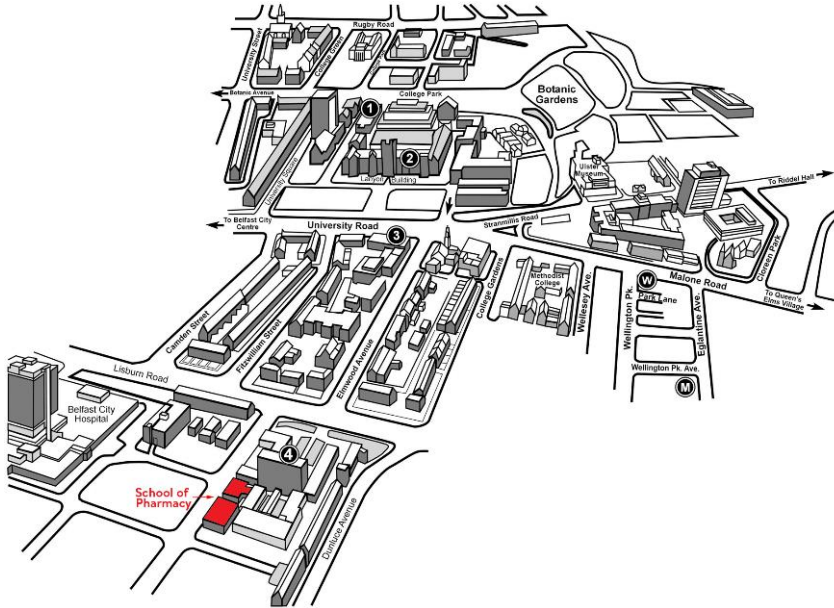 Rugby Road
University Street
College Green
Botanic Avenue
College Park
Botanic
Gardens
1
2
Lanyon Building
University Square
Ulster
Museum
To Riddel Hall
To Belfast City
Centre
University Road
Stranmillis Road
3
Cloreen Park
Malone Road
To Queen's
Elms Village
Methodist
College
College Gardens
Wellesey Ave.
Wellington Pk.
W
Park Lane
Eglantine Ave.
Wellington Pk. Ave.
M
Camden Street
Fitzwilliam Street
Elmwood Avenue
Lisburn Road
Belfast City
Hospital
4
School of
Pharmacy
Dunluce Avenue